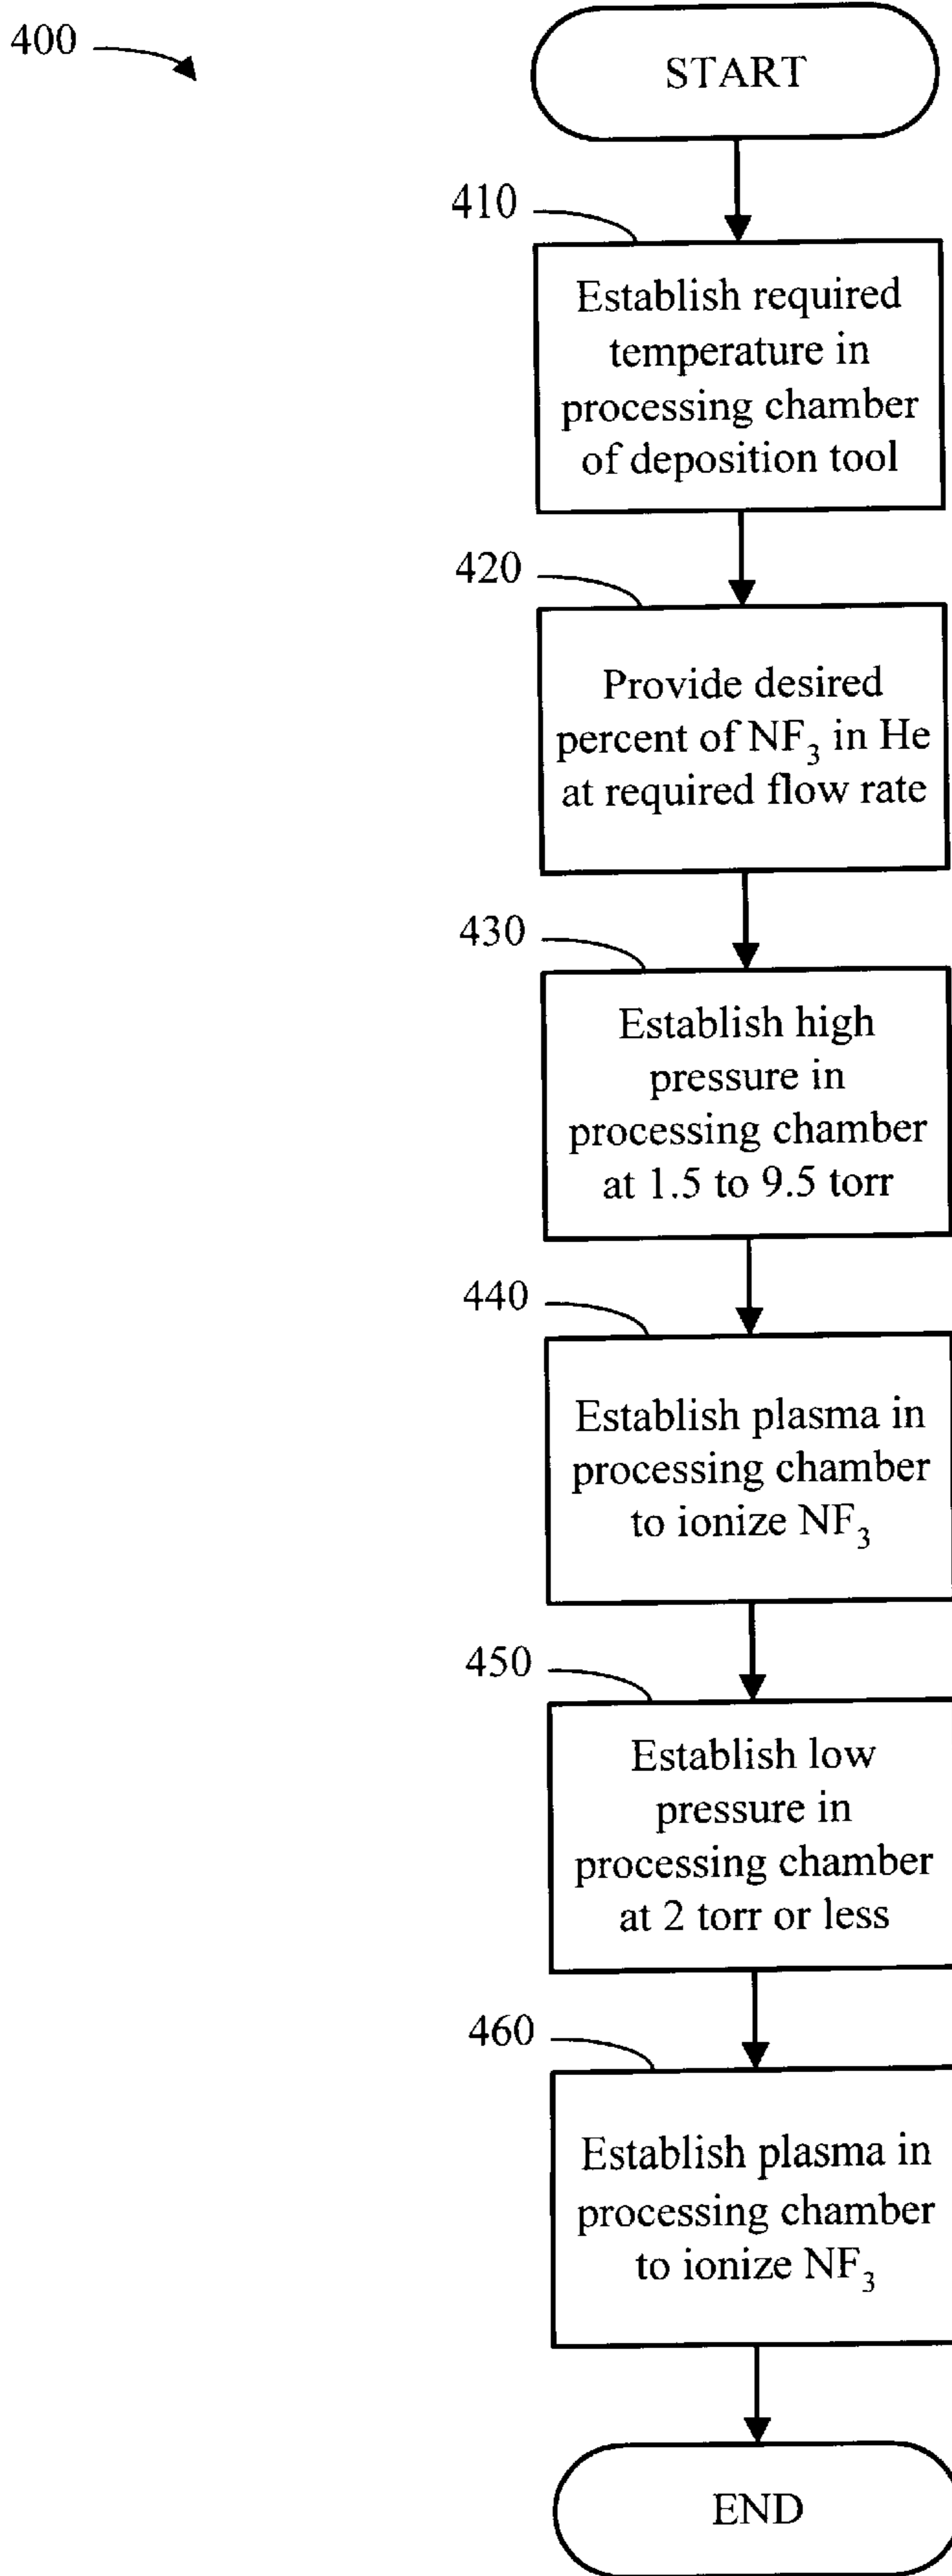 400
START
410
Establish required
temperature in
processing chamber
of deposition tool
420
Provide desired
percent of NF₃ in He
at required flow rate
430
Establish high
pressure in
processing chamber
at 1.5 to 9.5 torr
440
Establish plasma in
processing chamber
to ionize NF₃
450
Establish low
pressure in
processing chamber
at 2 torr or less
460
Establish plasma in
processing chamber
to ionize NF₃
END